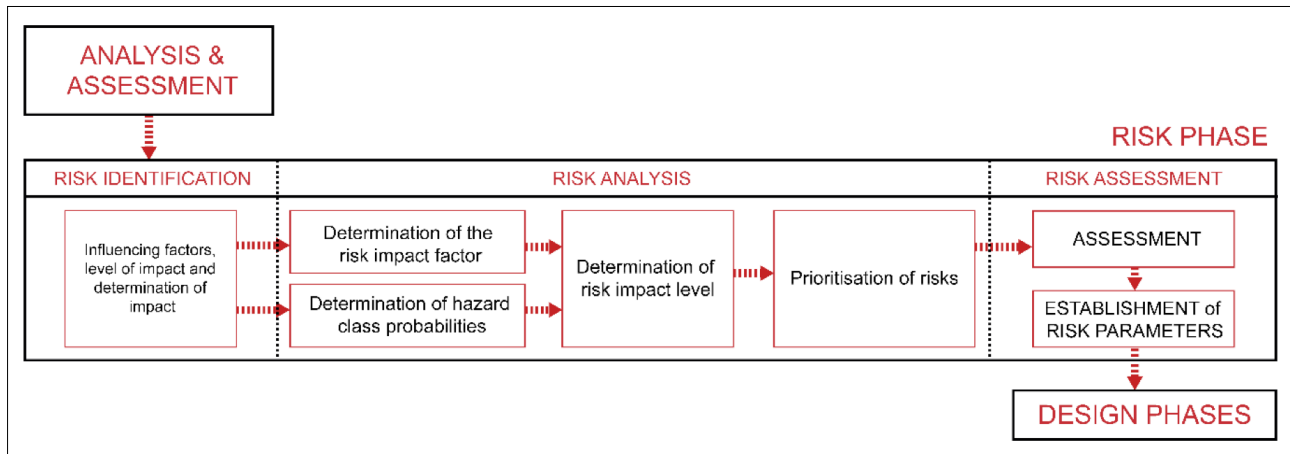 ANALYSIS &
ASSESSMENT
RISK PHASE
RISK IDENTIFICATION
RISK ANALYSIS
RISK ASSESSMENT
Influencing factors,
level of impact and
determination of
impact
Determination of the
risk impact factor
Determination of hazard
class probabilities
Determination of
risk impact level
Prioritisation of risks
ASSESSMENT
ESTABLISHMENT of
RISK PARAMETERS
DESIGN PHASES